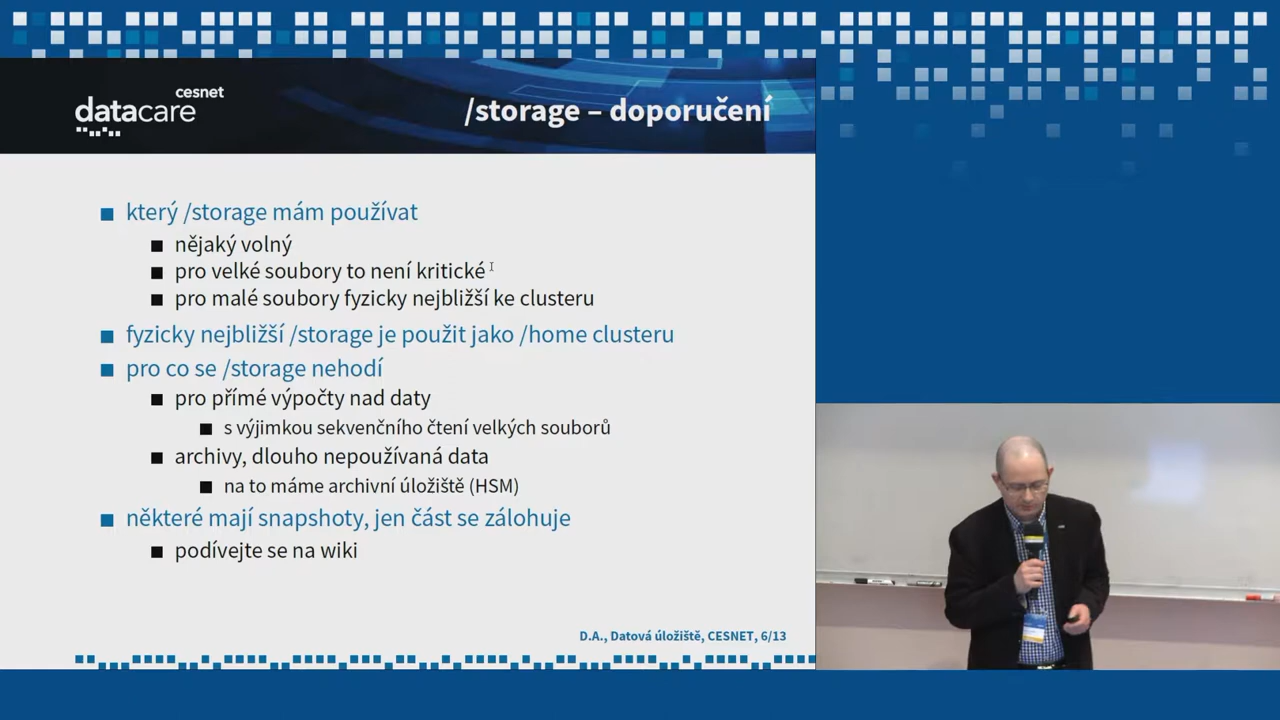 cesnet
datacare
/storage – doporučení
který /storage mám používat
nějaký volný
pro velké soubory to není kritické
pro malé soubory fyzicky nejbližší ke clusteru
fyzicky nejbližší /storage je použit jako /home clusteru
pro co se /storage nehodí
pro přímé výpočty nad daty
s výjimkou sekvenčního čtení velkých souborů
archivy, dlouho nepoužívaná data
na to máme archivní úložiště (HSM)
některé mají snapshoty, jen část se zálohuje
podívejte se na wiki
D.A., Datová úložiště, CESNET, 6/13